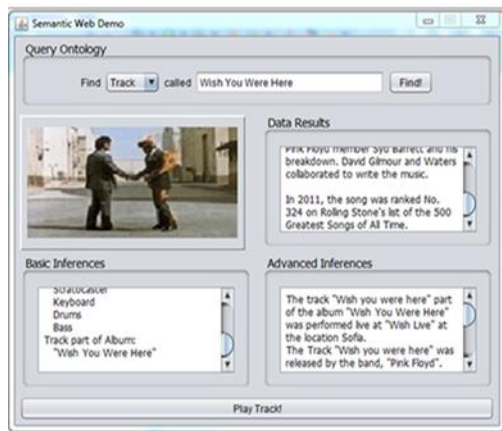 Semantic Web Demo
Query Ontology
Find Track called Wish You Were Here Find!
Data Results
Pink Floyd member Syd Barrett and his
breakdown. David Gilmour and Waters
collaborated to write the music.
In 2011, the song was ranked No.
324 on Rolling Stone's list of the 500
Greatest Songs of All Time.
Basic Inferences
Stratocaster
Keyboard
Drums
Bass
Track part of Album:
"Wish You Were Here"
Advanced Inferences
The track "Wish you were here" part
of the album "Wish You Were Here"
was performed live at "Wish Live" at
the location Sofia.
The Track "Wish you were here" was
released by the band, "Pink Floyd".
Play Track!